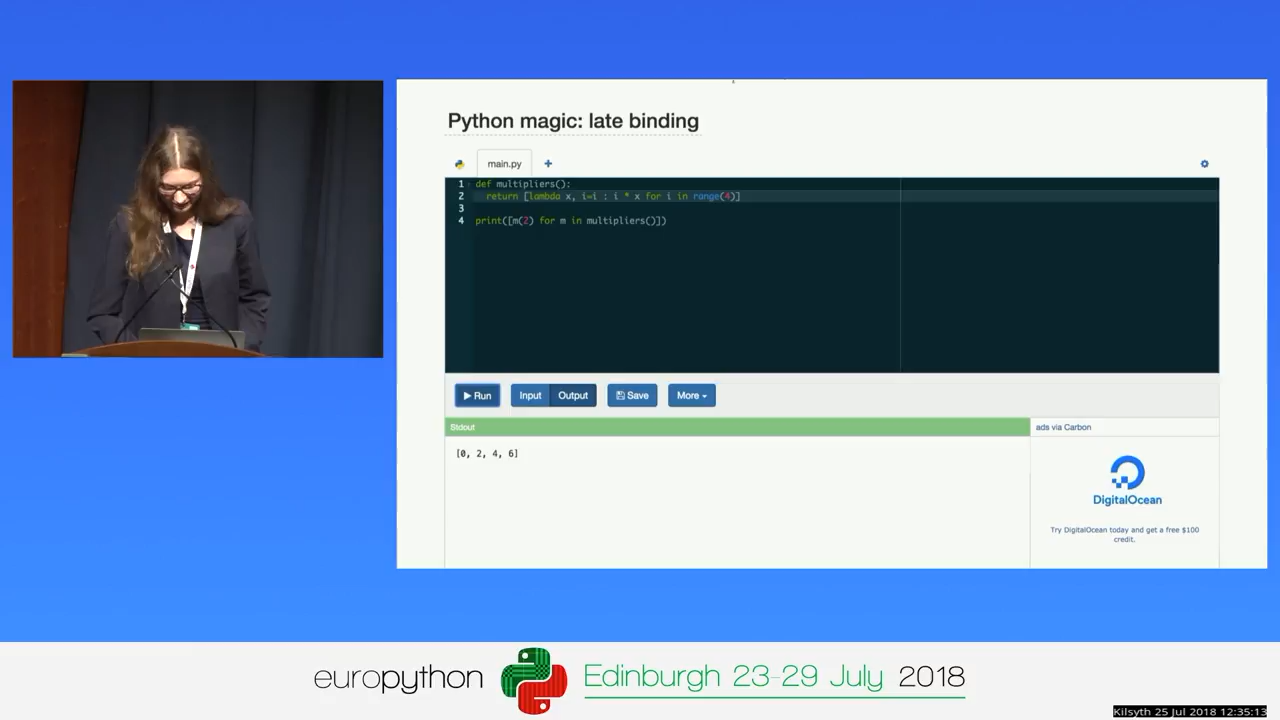 Python magic: late binding
main.py
1 def multipliers():
2 return [lambda x, i=i : i * x for i in range(4)]
3
4 print([m(2) for m in multipliers()])
Run Input Output Save More
Stdout
ads via Carbon
[0, 2, 4, 6]
DigitalOcean
Try DigitalOcean today and get a free $100
credit.
europython Edinburgh 23-29 July 2018
Kilsyth 25 Jul 2018 12:35:13